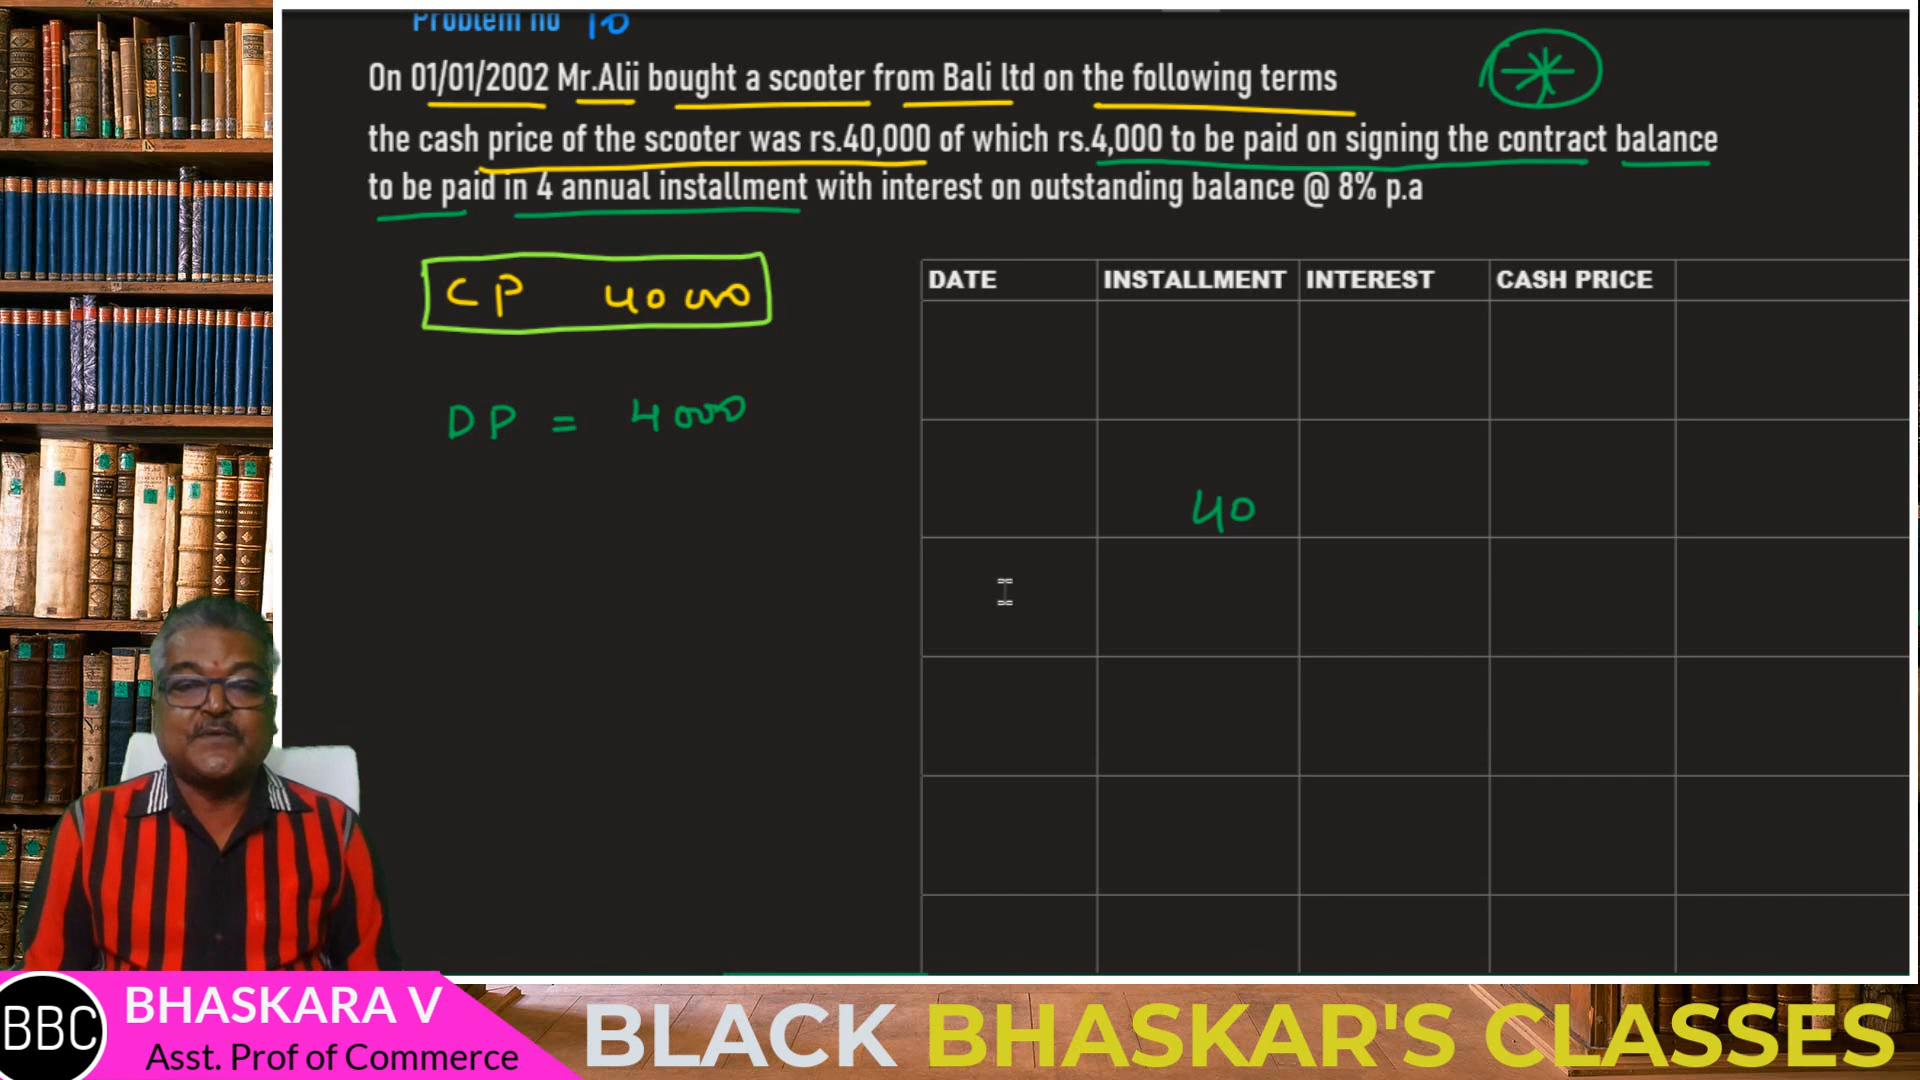 Problem no 10
On 01/01/2002 Mr.Alii bought a scooter from Bali ltd on the following terms
the cash price of the scooter was rs.40,000 of which rs.4,000 to be paid on signing the contract balance
to be paid in 4 annual installment with interest on outstanding balance @ 8% p.a
CP 40000
DP = 4000
DATE INSTALLMENT INTEREST CASH PRICE
40
BBC
BHASKARA V
Asst. Prof of Commerce
BLACK BHASKAR'S CLASSES